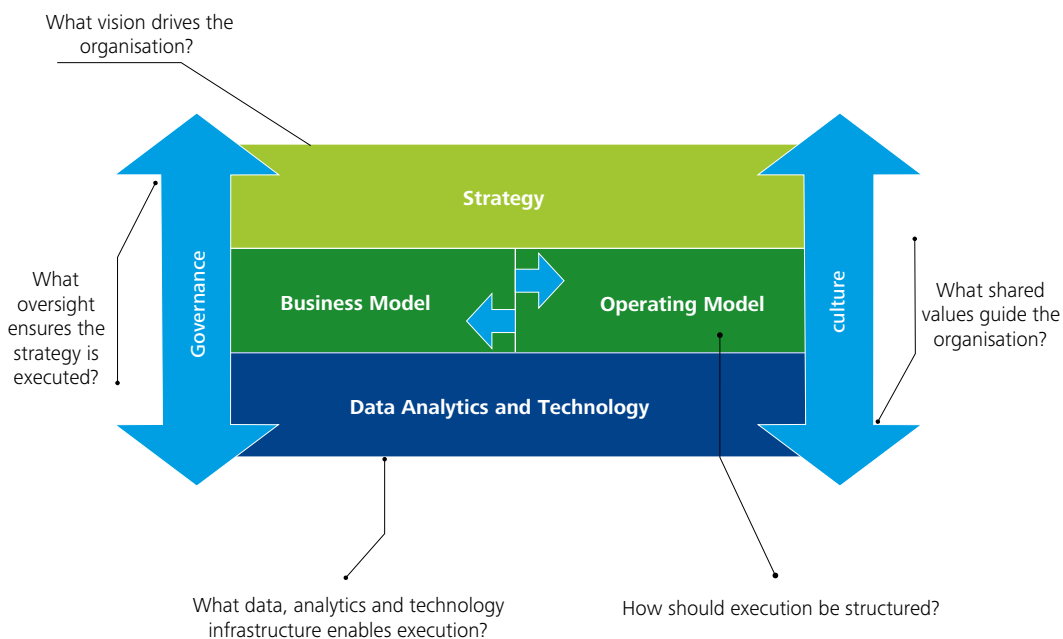 What vision drives the
organisation?
Strategy
Governance
culture
What
oversight
ensures the
strategy is
executed?
Business Model
Operating Model
What shared
values guide the
organisation?
Data Analytics and Technology
What data, analytics and technology
infrastructure enables execution?
How should execution be structured?